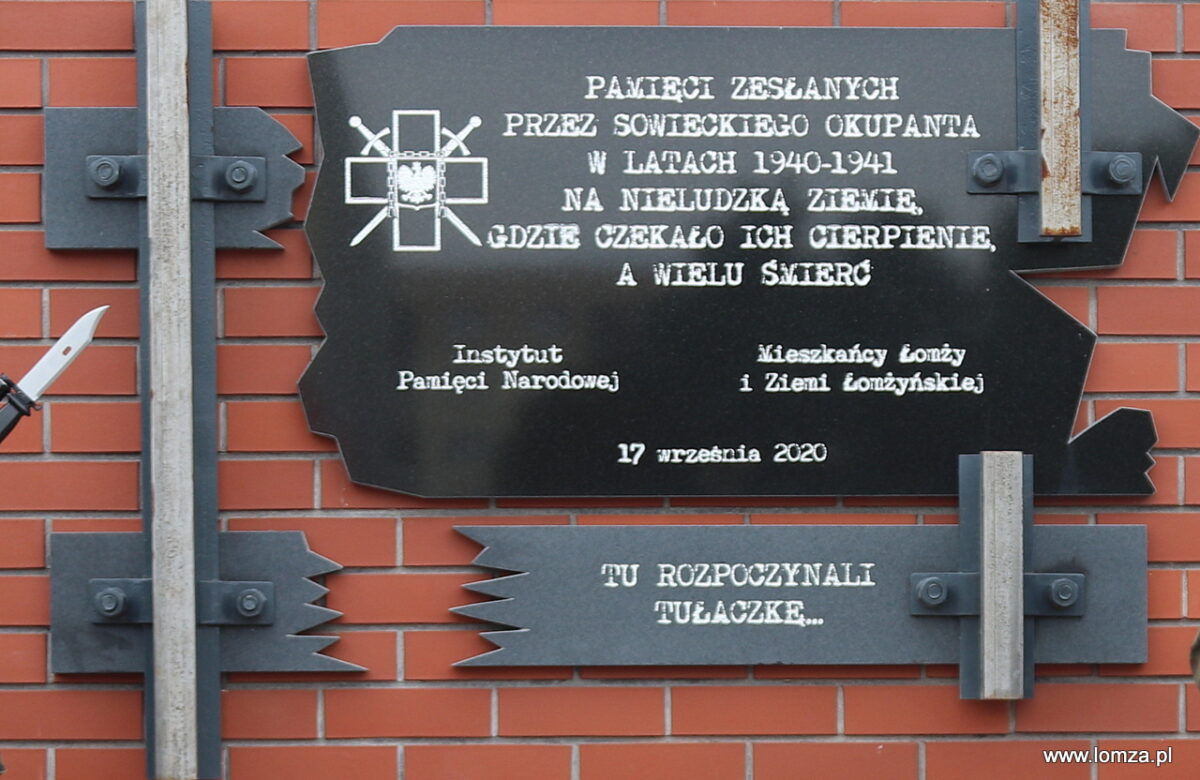 PAMIĘCI ZESŁANYCH
PRZEZ SOWIECKIEGO OKUPANTA
W LATACH 1940-1941
NA NIELUDZKĄ ZIEMIĘ,
GDZIE CZEKAŁO ICH CIERPIENIE,
A WIELU ŚMIERĆ
Instytut
Pamięci Narodowej
Mieszkańcy Łomży
i Ziemi Łomżyńskiej
17 września 2020
TU ROZPOCZYNALI
TUŁACZKĘ...
www.lomza.pl